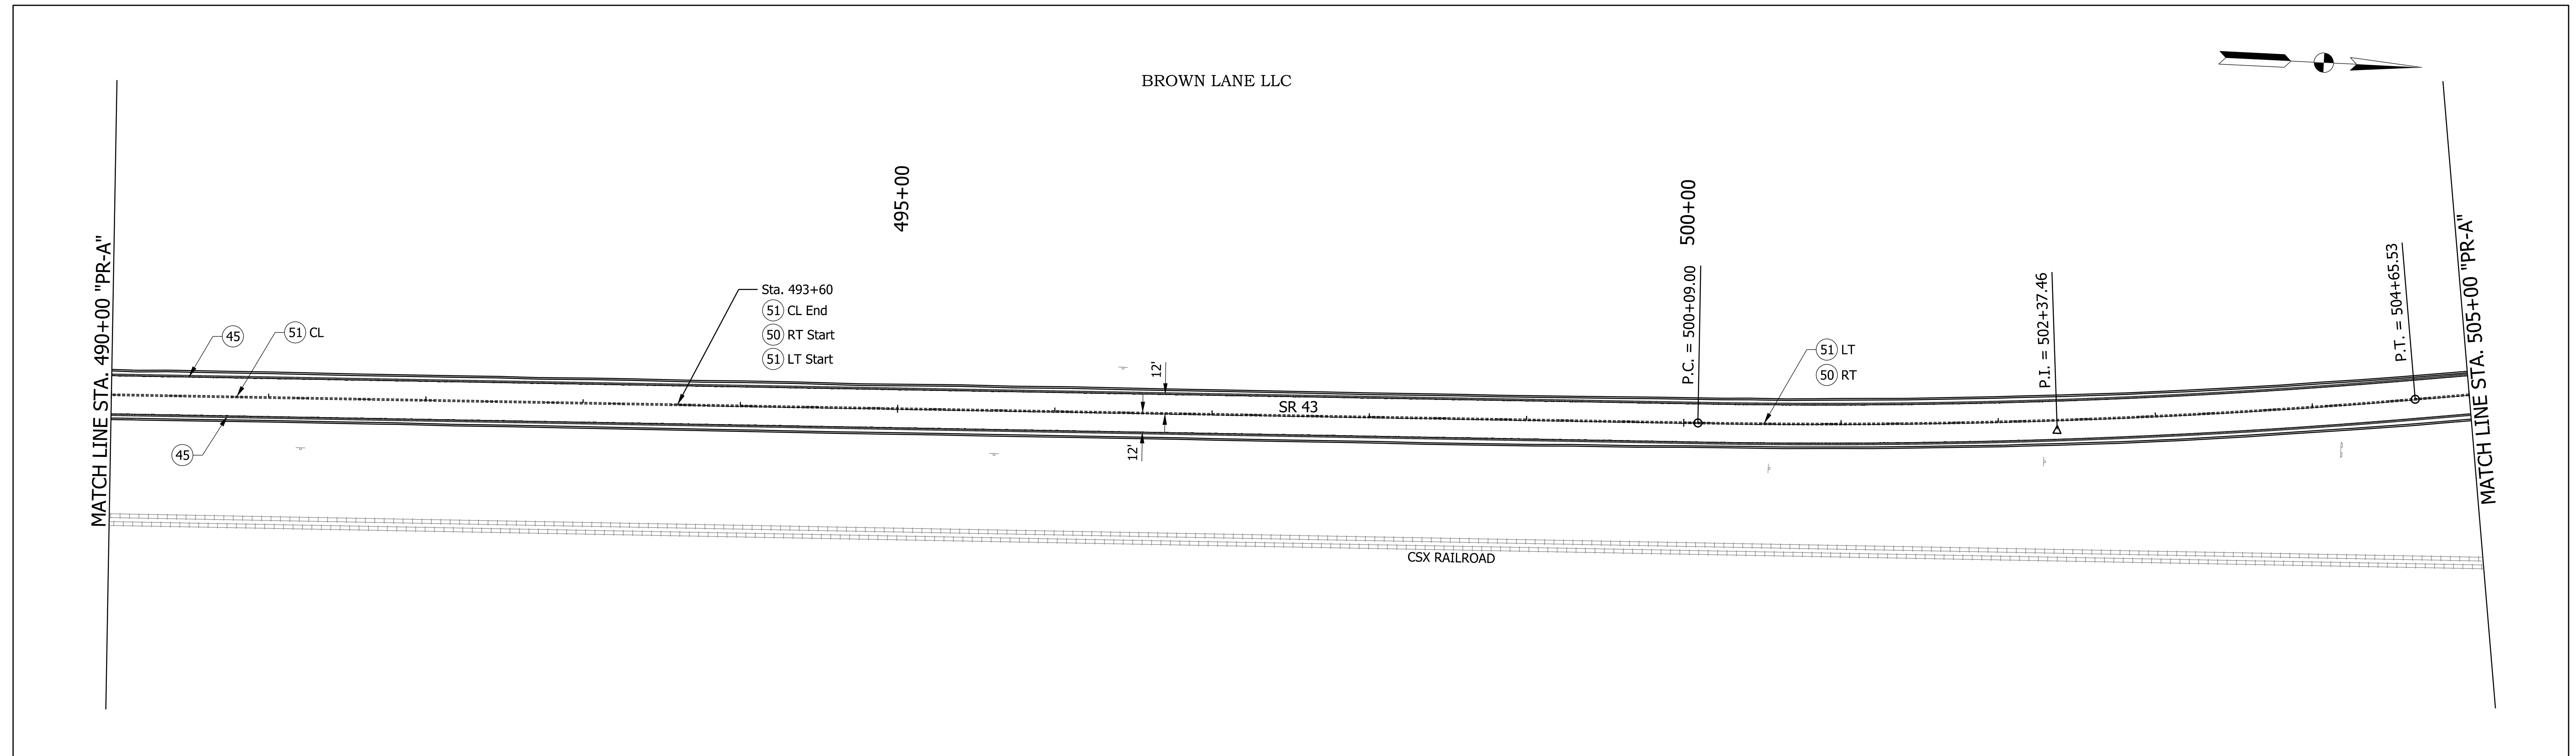 BROWN LANE LLC
MATCH LINE STA. 490+00 "PR-A"
495+00
500+00
P.C. = 500+09.00
P.I. = 502+37.46
P.T. = 504+65.53
MATCH LINE STA. 505+00 "PR-A"
45
51 CL
Sta. 493+60
51 CL End
50 RT Start
51 LT Start
12'
51 LT
50 RT
SR 43
45
12'
CSX RAILROAD